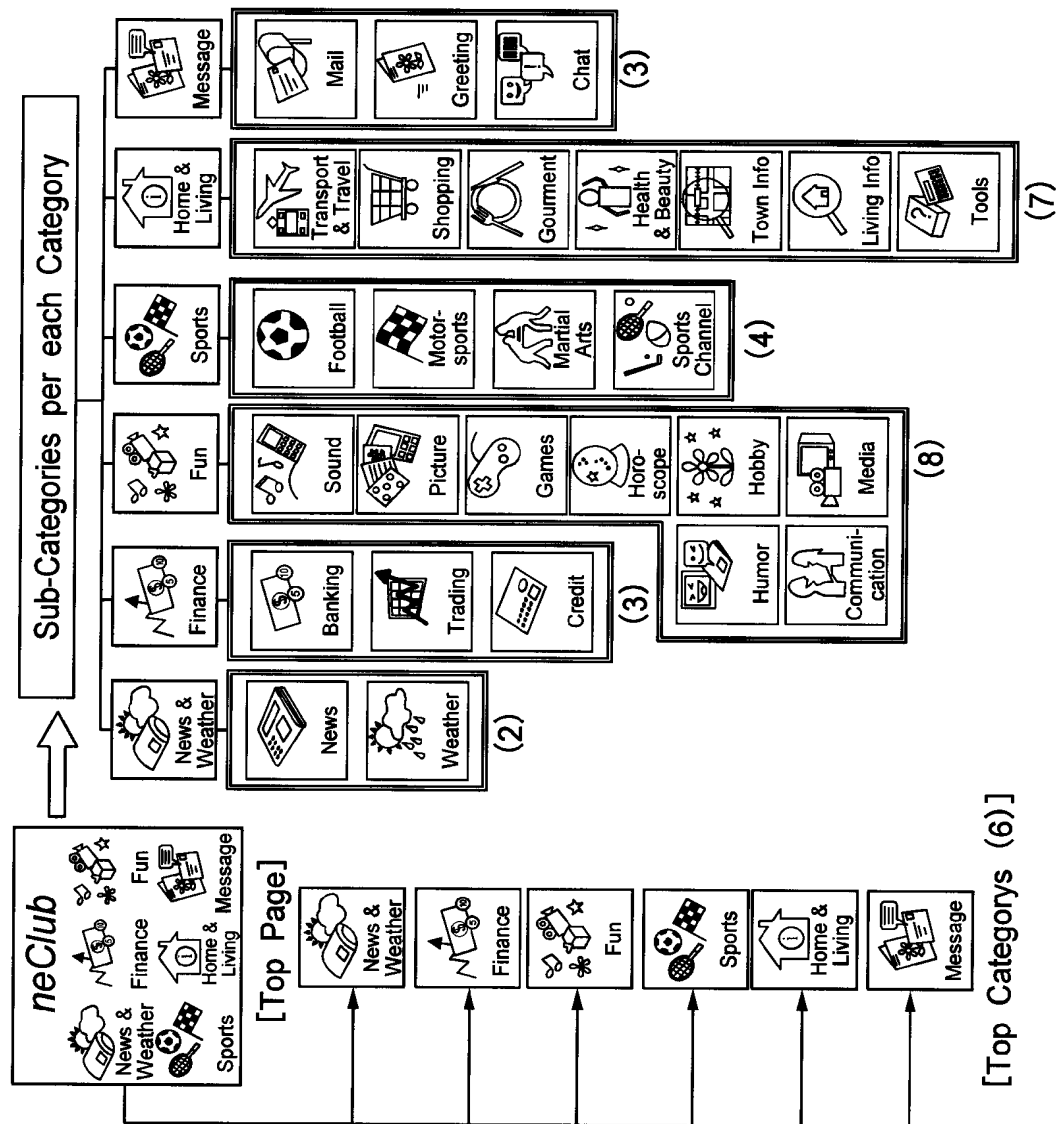 neClub
News &
Weather
Finance
Fun
Sports
Home &
Living
Message
[Top Page]
News &
Weather
Finance
Fun
Sports
Home &
Living
Message
[Top Categorys (6)]
Sub-Categories per each Category
News &
Weather
News
Weather
(2)
Finance
Banking
Trading
Credit
(3)
Fun
Sound
Picture
Games
Horo-
scope
Hobby
Media
Humor
Communi-
cation
(8)
Sports
Football
Motor-
sports
Martial
Arts
Sports
Channel
(4)
Home &
Living
Transport
& Travel
Shopping
Gourment
Health
& Beauty
Town Info
Living Info
Tools
(7)
Message
Mail
Greeting
Chat
(3)